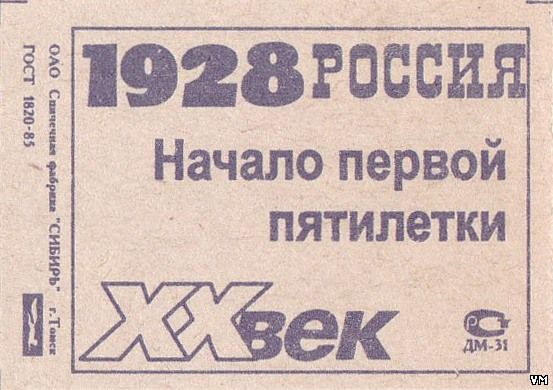 1928 РОССИЯ
Начало первой
пятилетки
XX век
ДМ-31
ОАО Спичечная фабрика "СИБИРЬ" г. Томск
ГОСТ 1820-85
VM